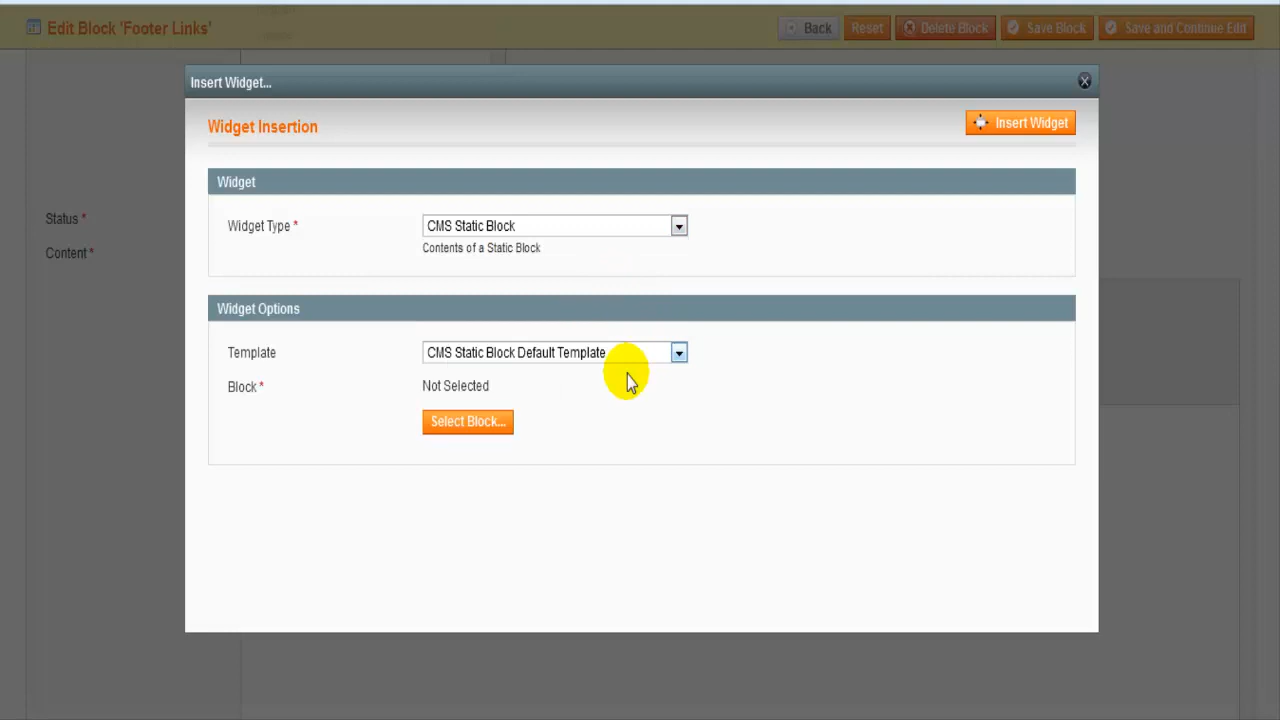 Edit Block 'Footer Links'
Back
Reset
Delete Block
Save Block
Save and Continue Edit
Insert Widget...
Widget Insertion
Insert Widget
Widget
Status *
Widget Type *
CMS Static Block
Contents of a Static Block
Content *
Widget Options
Template
CMS Static Block Default Template
Block *
Not Selected
Select Block...